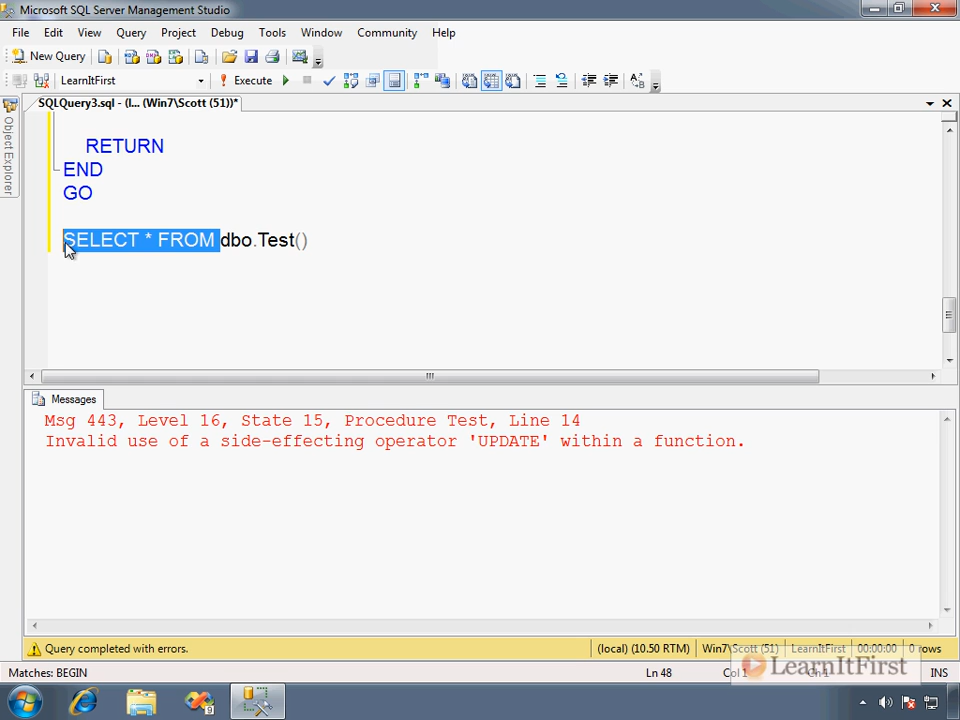 Microsoft SQL Server Management Studio
File Edit View Query Project Debug Tools Window Community Help
New Query
LearnItFirst Execute
SQLQuery3.sql - (l... (Win7\Scott (51))*
Object Explorer
RETURN
END
GO
SELECT * FROM dbo.Test()
Messages
Msg 443, Level 16, State 15, Procedure Test, Line 14
Invalid use of a side-effecting operator 'UPDATE' within a function.
Query completed with errors. (local) (10.50 RTM) Win7\Scott (51) LearnItFirst 00:00:00 0 rows
Matches: BEGIN Ln 48 Col 1 Ch 1 INS
LearnItFirst